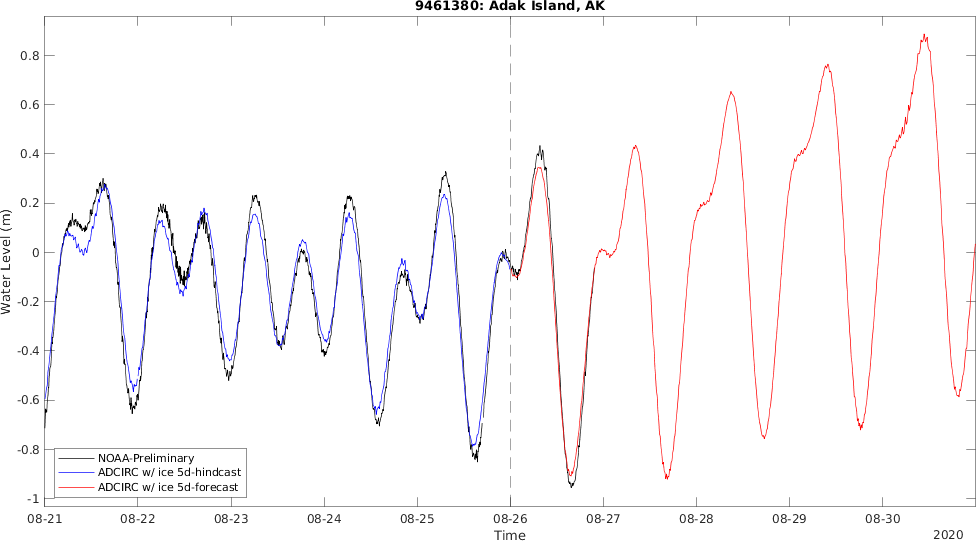 9461380: Adak Island, AK
Water Level (m)
0.8
0.6
0.4
0.2
0
-0.2
-0.4
-0.6
-0.8
-1
NOAA-Preliminary
ADCIRC w/ ice 5d-hindcast
ADCIRC w/ ice 5d-forecast
08-21 08-22 08-23 08-24 08-25 08-26 08-27 08-28 08-29 08-30
Time
2020